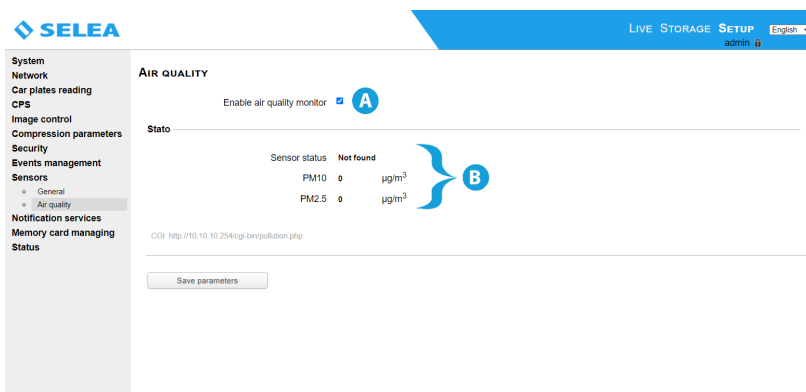 SELEA
LIVE STORAGE SETUP English
admin
System
Network
Car plates reading
CPS
Image control
Compression parameters
Security
Events management
Sensors
General
Air quality
Notification services
Memory card managing
Status
AIR QUALITY
Enable air quality monitor A
Stato
Sensor status Not found
PM10 0 µg/m³
PM2.5 0 µg/m³
B
CGI: http://10.10.10.254/cgi-bin/pollution.php
Save parameters